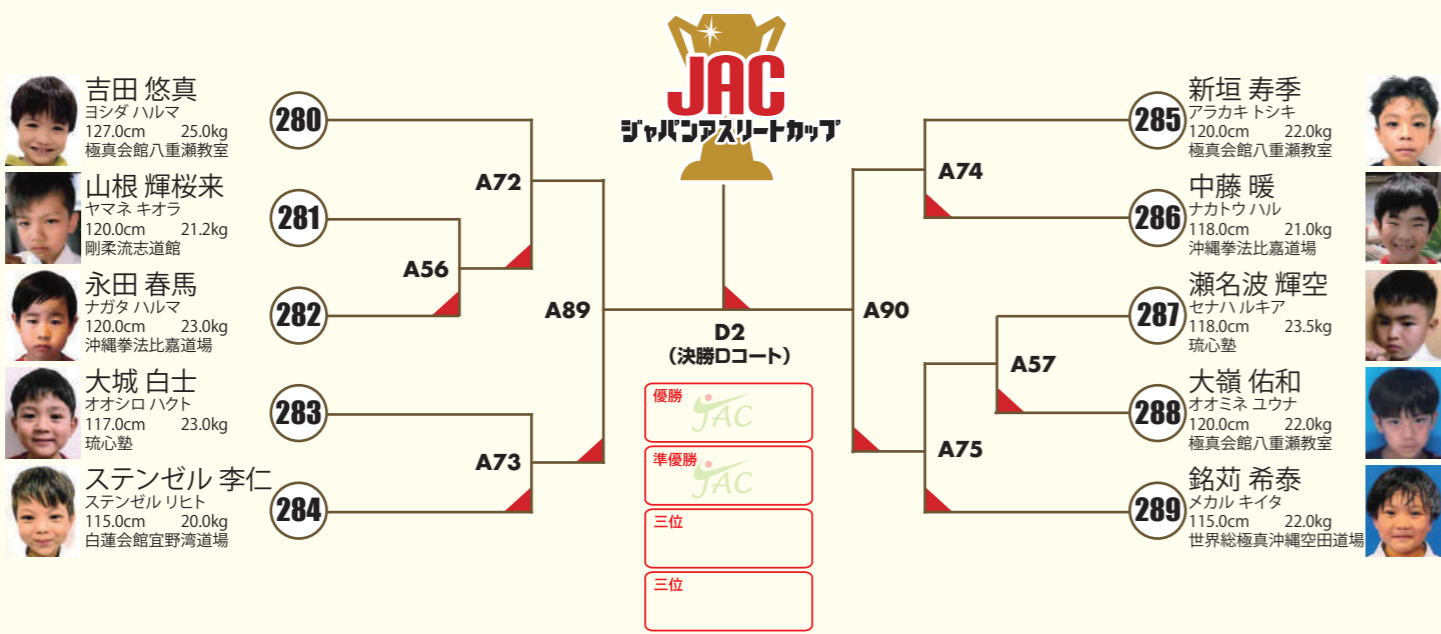 JAC
ジャパンアスリートカップ
吉田 悠真
ヨシダ ハルマ
127.0cm 25.0kg
極真会館八重瀬教室
280
山根 輝桜来
ヤマネ キオラ
120.0cm 21.2kg
剛柔流志道館
281
永田 春馬
ナガタ ハルマ
120.0cm 23.0kg
沖縄拳法比嘉道場
282
大城 白士
オオシロ ハクト
117.0cm 23.0kg
琉心塾
283
ステンゼル 李仁
ステンゼル リヒト
115.0cm 20.0kg
白蓮会館宜野湾道場
284
A72
A56
A89
A73
D2
(決勝Dコート)
優勝
JAC
準優勝
JAC
三位
三位
A74
A90
A57
A75
285
新垣 寿季
アラカキ トシキ
120.0cm 22.0kg
極真会館八重瀬教室
286
中藤 暖
ナカトウ ハル
118.0cm 21.0kg
沖縄拳法比嘉道場
287
瀬名波 輝空
セナハ ルキア
118.0cm 23.5kg
琉心塾
288
大嶺 佑和
オオミネ ユウナ
120.0cm 22.0kg
極真会館八重瀬教室
289
銘苅 希泰
メカル キイタ
115.0cm 22.0kg
世界総極真沖縄空田道場